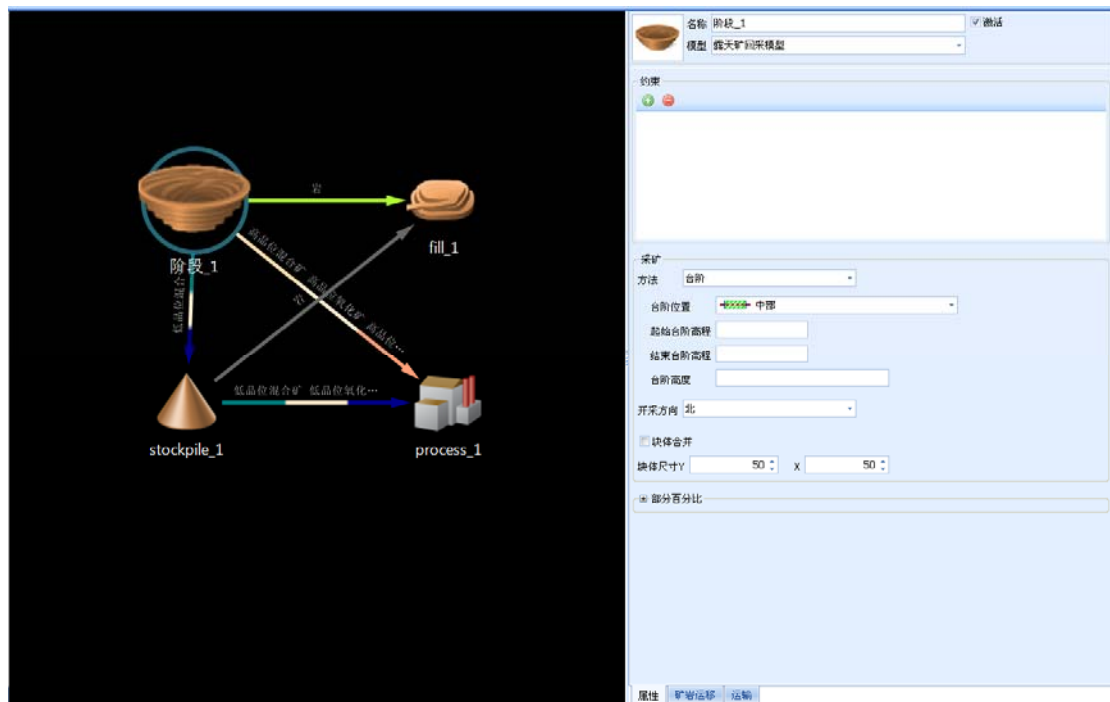 名称 阶段_1 激活
模型 露天矿回采模型
约束
岩
fill_1
阶段_1
高品位混合矿 高品位氧化矿 高品位…
低品位混合
岩
低品位混合矿 低品位氧化…
stockpile_1
process_1
采矿
方法 台阶
台阶位置 中部
起始台阶高程
结束台阶高程
台阶高度
开采方向 北
块体合并
块体尺寸Y 50 X 50
部分百分比
属性 矿岩运移 运输